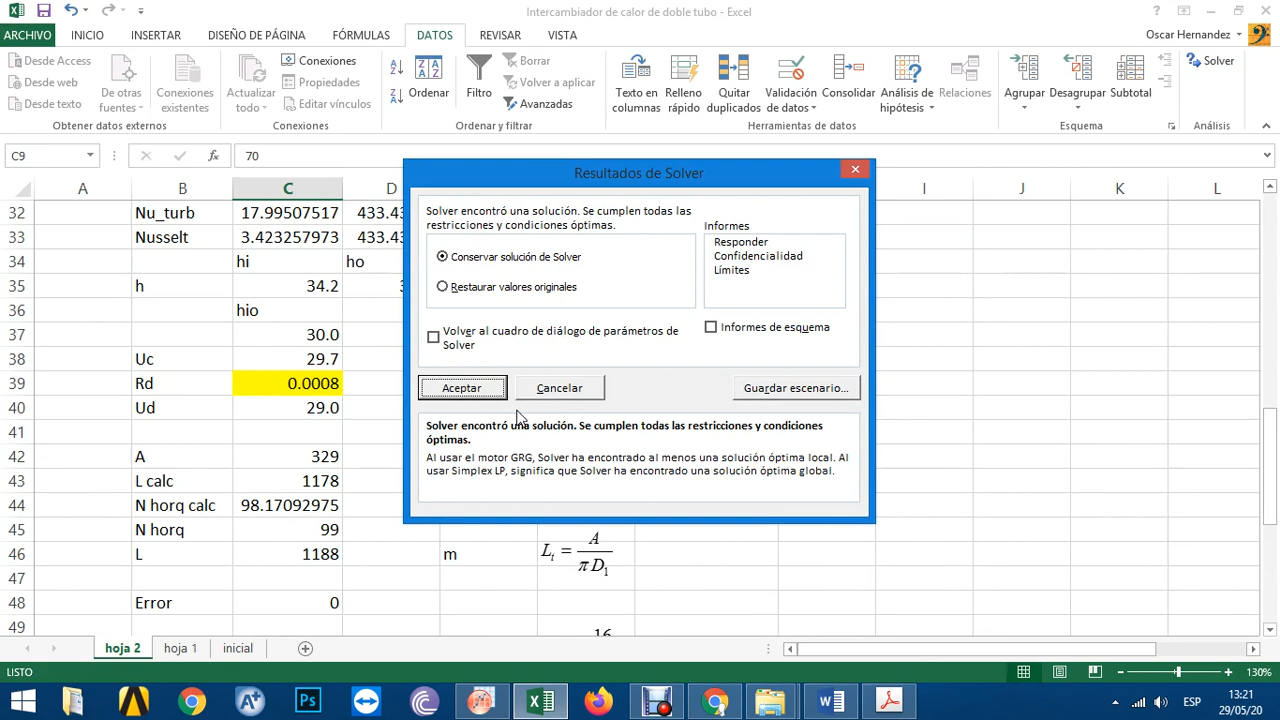 Intercambiador de calor de doble tubo - Excel
ARCHIVO INICIO INSERTAR DISEÑO DE PÁGINA FÓRMULAS DATOS REVISAR VISTA Oscar Hernandez
Desde Access
Desde web
Desde texto
De otras fuentes
Conexiones existentes
Obtener datos externos
Actualizar todo
Conexiones
Propiedades
Editar vínculos
Conexiones
Ordenar
Filtro
Borrar
Volver a aplicar
Avanzadas
Ordenar y filtrar
Texto en columnas
Relleno rápido
Quitar duplicados
Validación de datos
Consolidar
Análisis de hipótesis
Relaciones
Herramientas de datos
Agrupar
Desagrupar
Subtotal
Esquema
Solver
Análisis
C9 fx 70
A B C D I J K L
32 Nu_turb 17.99507517 433.43
33 Nusselt 3.423257973 433.43
34 hi ho
35 h 34.2
36 hio
37 30.0
38 Uc 29.7
39 Rd 0.0008
40 Ud 29.0
41
42 A 329
43 L calc 1178
44 N horq calc 98.17092975
45 N horq 99
46 L 1188 m
L_t = A / π D_1
47
48 Error 0
49 16
Resultados de Solver
Solver encontró una solución. Se cumplen todas las
restricciones y condiciones óptimas.
Conservar solución de Solver
Restaurar valores originales
Informes
Responder
Confidencialidad
Límites
Volver al cuadro de diálogo de parámetros de
Solver
Informes de esquema
Aceptar Cancelar Guardar escenario...
Solver encontró una solución. Se cumplen todas las restricciones y condiciones
óptimas.
Al usar el motor GRG, Solver ha encontrado al menos una solución óptima local. Al
usar Simplex LP, significa que Solver ha encontrado una solución óptima global.
hoja 2 hoja 1 inicial
LISTO 130%
ESP 13:21
29/05/20